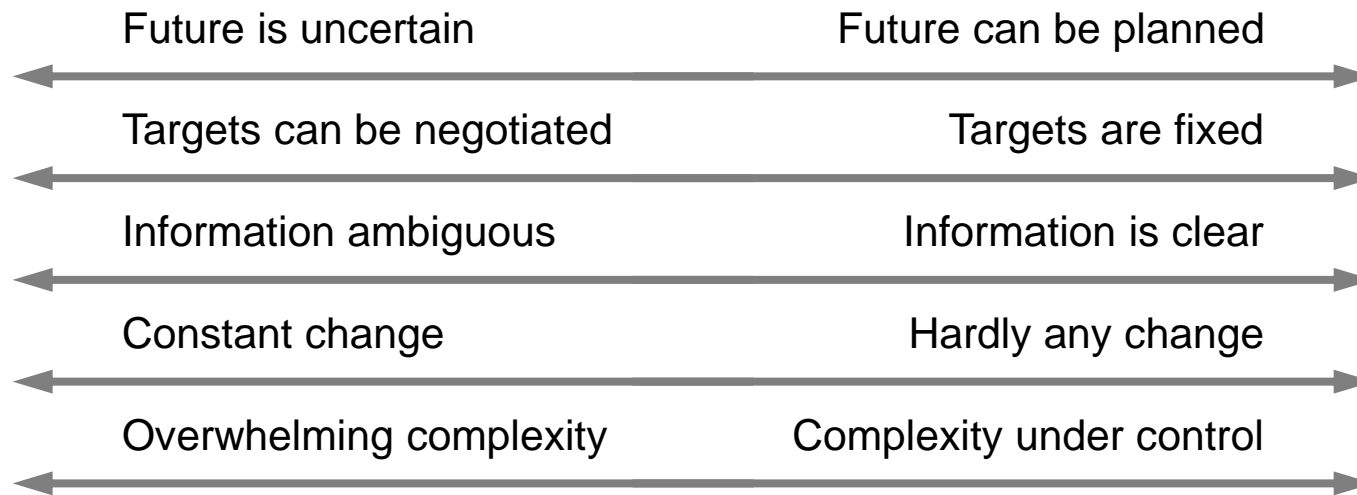 Future is uncertain Future can be planned
Targets can be negotiated Targets are fixed
Information ambiguous Information is clear
Constant change Hardly any change
Overwhelming complexity Complexity under control